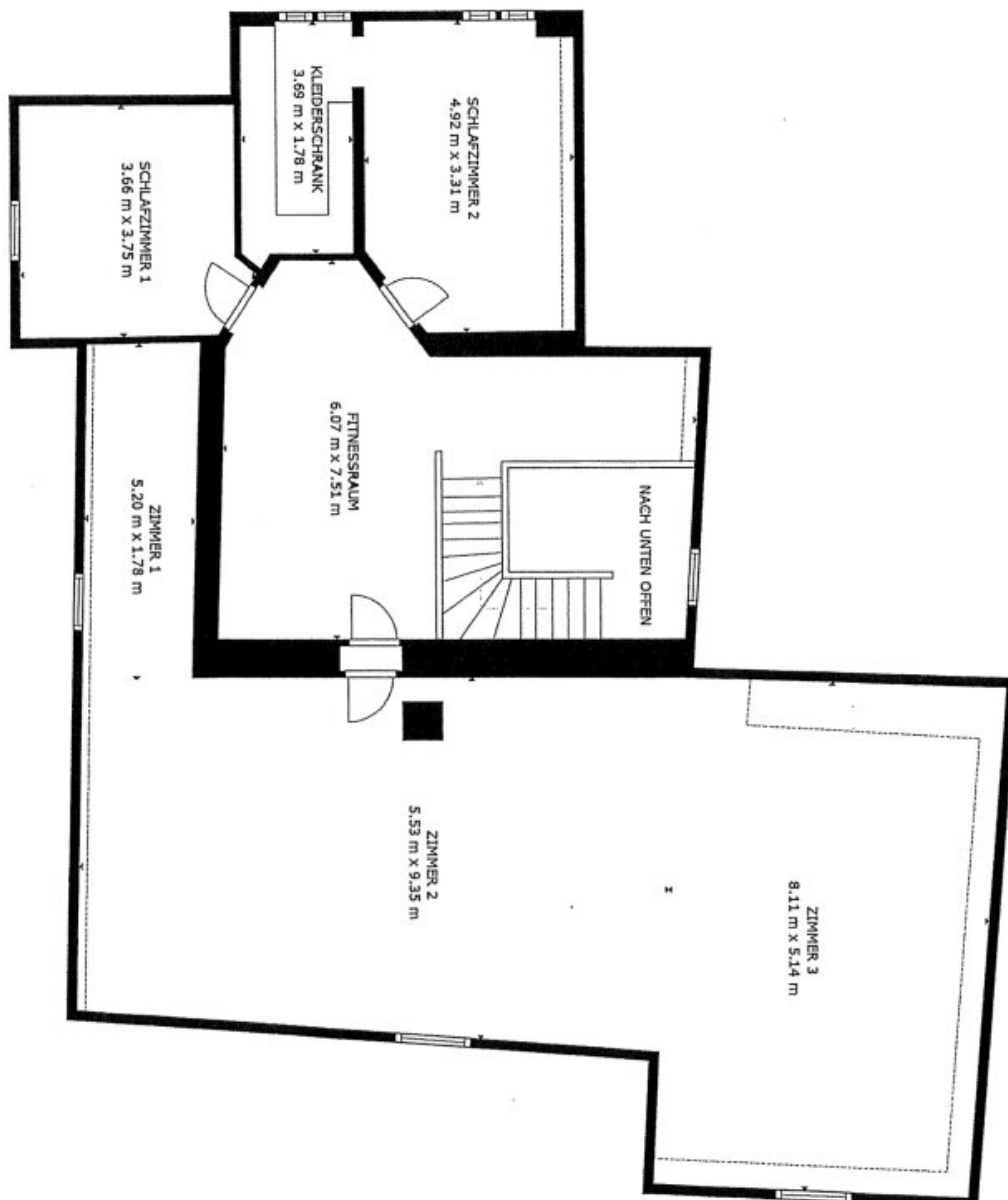 KLEIDERSCHRANK
3.69 m x 1.78 m
SCHLAFZIMMER 2
4.92 m x 3.31 m
SCHLAFZIMMER 1
3.66 m x 3.75 m
FITNESSRAUM
6.07 m x 7.51 m
NACH UNTEN OFFEN
ZIMMER 1
5.20 m x 1.78 m
ZIMMER 2
5.53 m x 9.35 m
ZIMMER 3
8.11 m x 5.14 m